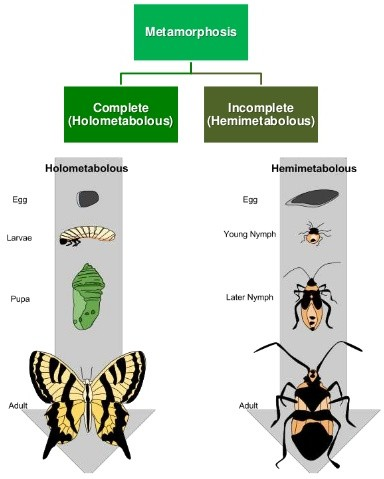 Metamorphosis
Complete
(Holometabolous)
Incomplete
(Hemimetabolous)
Holometabolous
Egg
Larvae
Pupa
Adult
Hemimetabolous
Egg
Young Nymph
Later Nymph
Adult